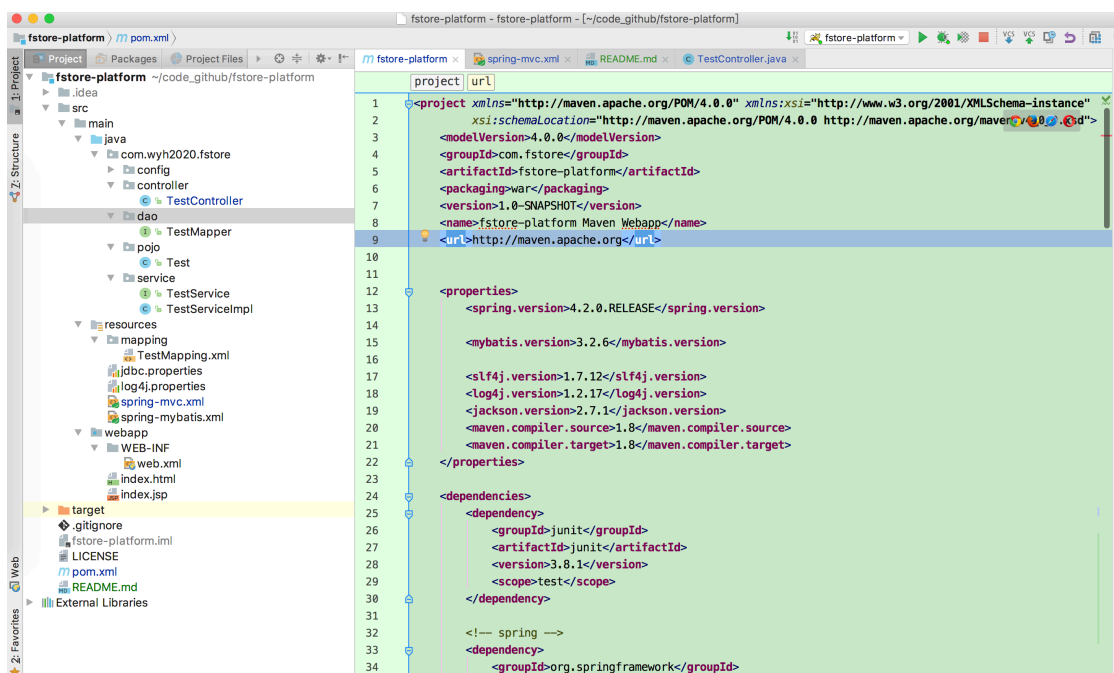 fstore-platform - fstore-platform - [~/code_github/fstore-platform]
fstore-platform pom.xml
fstore-platform
Project Packages Project Files
fstore-platform spring-mvc.xml README.md TestController.java
1: Project
Z: Structure
Web
2: Favorites
fstore-platform ~/code_github/fstore-platform
.idea
src
main
java
com.wyh2020.fstore
config
controller
TestController
dao
TestMapper
pojo
Test
service
TestService
TestServiceImpl
resources
mapping
TestMapping.xml
jdbc.properties
log4j.properties
spring-mvc.xml
spring-mybatis.xml
webapp
WEB-INF
web.xml
index.html
index.jsp
target
.gitignore
fstore-platform.iml
LICENSE
pom.xml
README.md
External Libraries
project url
1 <project xmlns="http://maven.apache.org/POM/4.0.0" xmlns:xsi="http://www.w3.org/2001/XMLSchema-instance"
2 xsi:schemaLocation="http://maven.apache.org/POM/4.0.0 http://maven.apache.org/maven-v4_0_0.xsd">
3 <modelVersion>4.0.0</modelVersion>
4 <groupId>com.fstore</groupId>
5 <artifactId>fstore-platform</artifactId>
6 <packaging>war</packaging>
7 <version>1.0-SNAPSHOT</version>
8 <name>fstore-platform Maven Webapp</name>
9 <url>http://maven.apache.org</url>
10
11
12 <properties>
13 <spring.version>4.2.0.RELEASE</spring.version>
14
15 <mybatis.version>3.2.6</mybatis.version>
16
17 <slf4j.version>1.7.12</slf4j.version>
18 <log4j.version>1.2.17</log4j.version>
19 <jackson.version>2.7.1</jackson.version>
20 <maven.compiler.source>1.8</maven.compiler.source>
21 <maven.compiler.target>1.8</maven.compiler.target>
22 </properties>
23
24 <dependencies>
25 <dependency>
26 <groupId>junit</groupId>
27 <artifactId>junit</artifactId>
28 <version>3.8.1</version>
29 <scope>test</scope>
30 </dependency>
31
32 <!-- spring -->
33 <dependency>
34 <groupId>org.springframework</groupId>